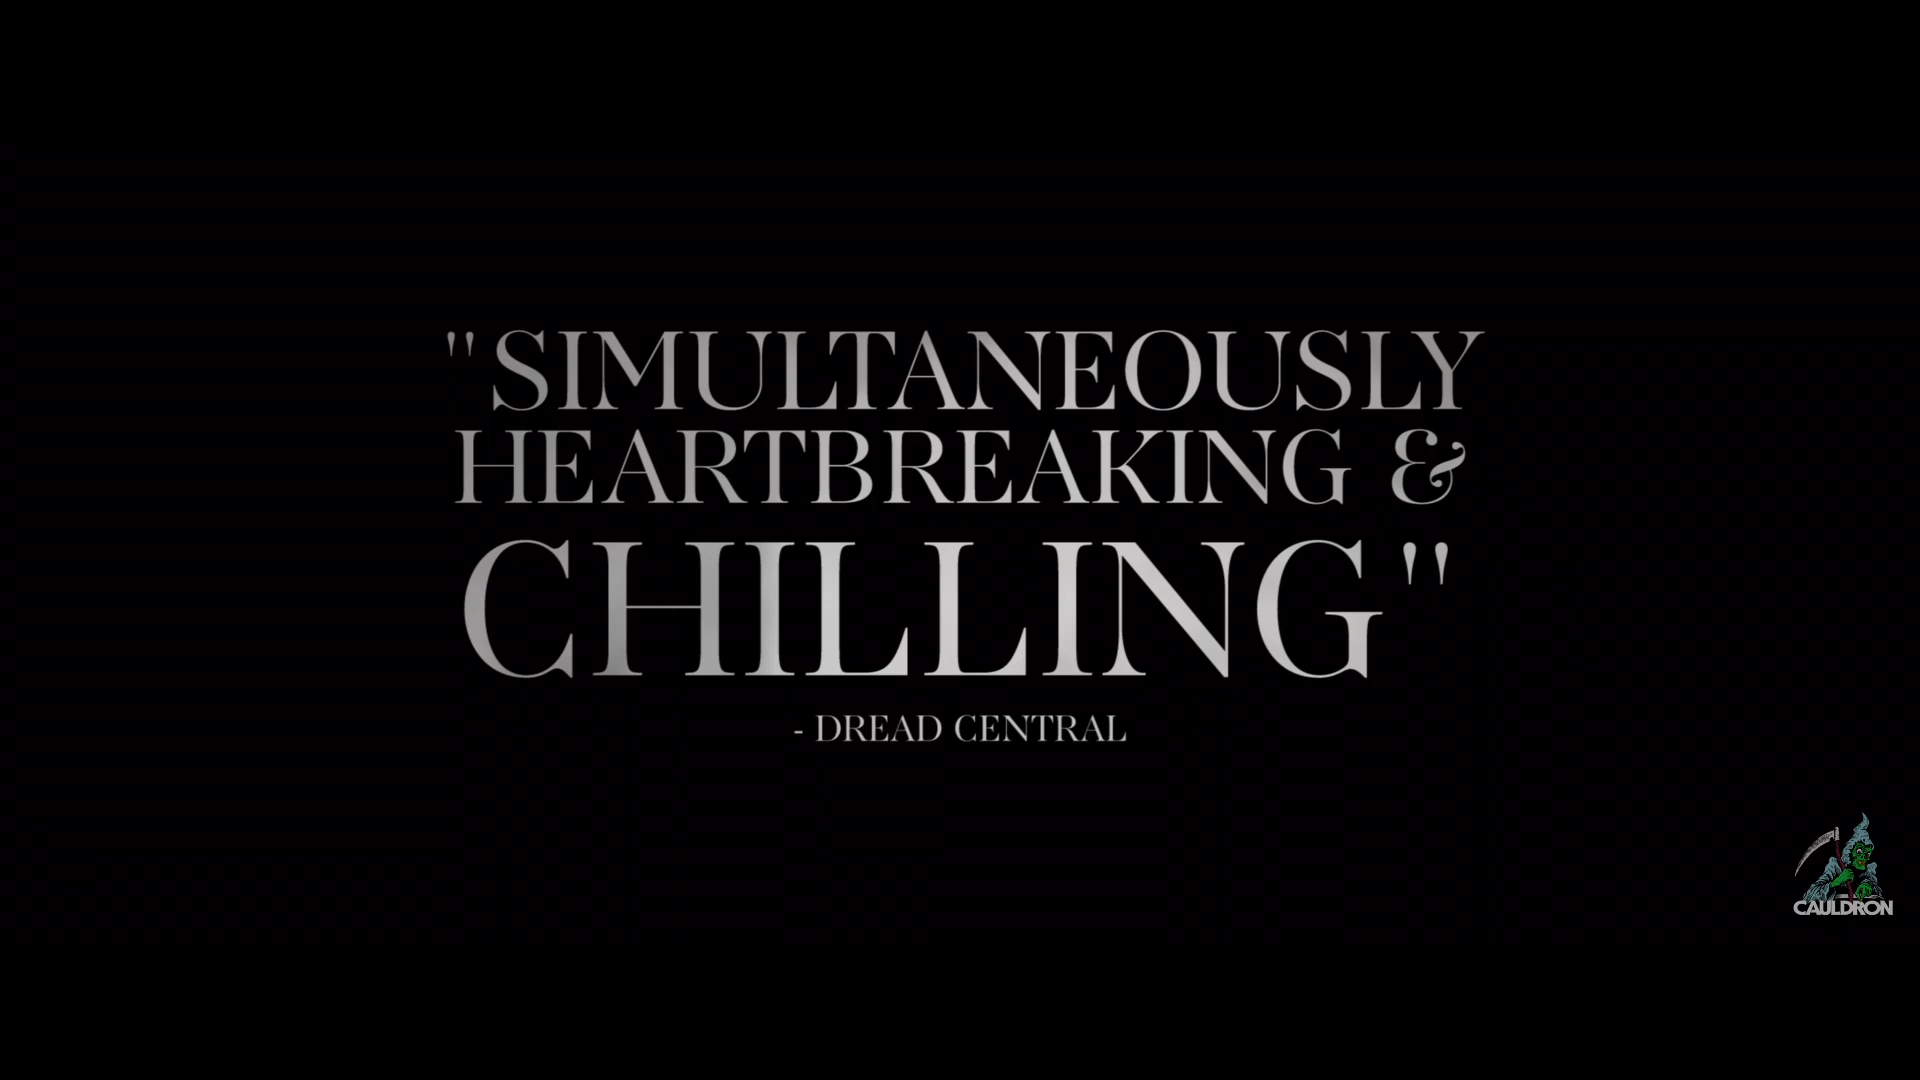 "SIMULTANEOUSLY
HEARTBREAKING &
CHILLING"
- DREAD CENTRAL
CAULDRON